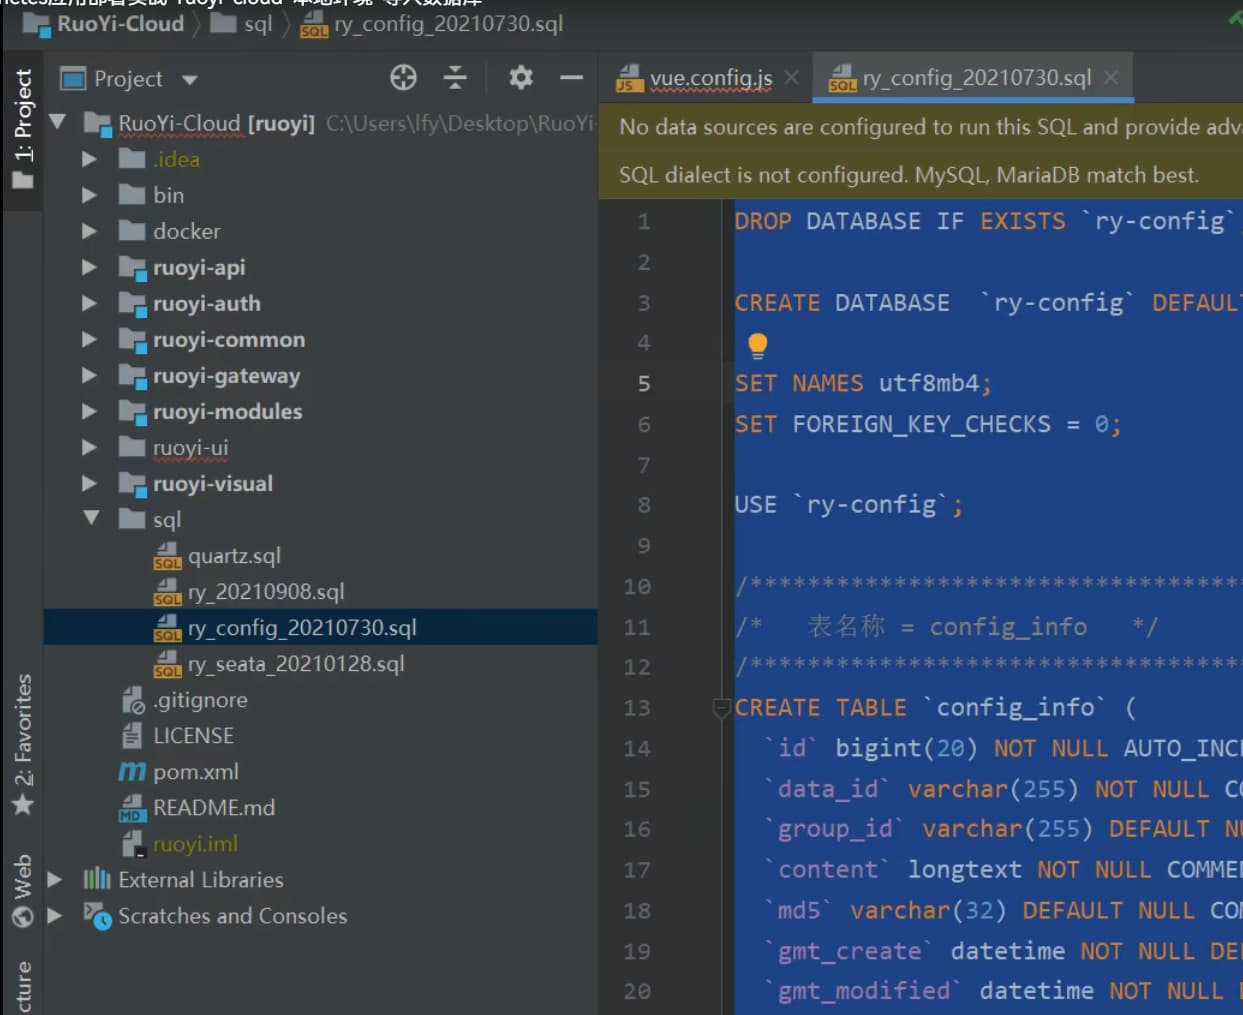 RuoYi-Cloud sql ry_config_20210730.sql
1: Project
2: Favorites
Web
Project
RuoYi-Cloud [ruoyi] C:\Users\lfy\Desktop\RuoYi-
.idea
bin
docker
ruoyi-api
ruoyi-auth
ruoyi-common
ruoyi-gateway
ruoyi-modules
ruoyi-ui
ruoyi-visual
sql
quartz.sql
ry_20210908.sql
ry_config_20210730.sql
ry_seata_20210128.sql
.gitignore
LICENSE
pom.xml
README.md
ruoyi.iml
External Libraries
Scratches and Consoles
vue.config.js ry_config_20210730.sql
No data sources are configured to run this SQL and provide adv
SQL dialect is not configured. MySQL, MariaDB match best.
1 DROP DATABASE IF EXISTS `ry-config`
2
3 CREATE DATABASE  `ry-config` DEFAULT
4
5 SET NAMES utf8mb4;
6 SET FOREIGN_KEY_CHECKS = 0;
7
8 USE `ry-config`;
9
10 /***********************************
11 /*   表名称 = config_info   */
12 /***********************************
13 CREATE TABLE `config_info` (
14 `id` bigint(20) NOT NULL AUTO_INC
15 `data_id` varchar(255) NOT NULL CO
16 `group_id` varchar(255) DEFAULT NU
17 `content` longtext NOT NULL COMME
18 `md5` varchar(32) DEFAULT NULL CO
19 `gmt_create` datetime NOT NULL DE
20 `gmt_modified` datetime NOT NULL